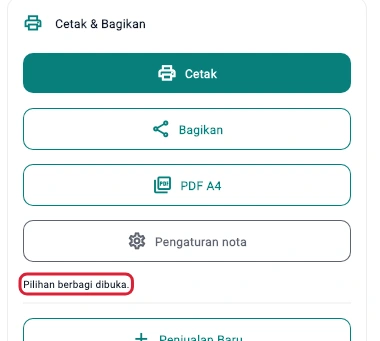 Cetak & Bagikan
Cetak
Bagikan
PDF A4
Pengaturan nota
Pilihan berbagi dibuka.
Penjualan Baru